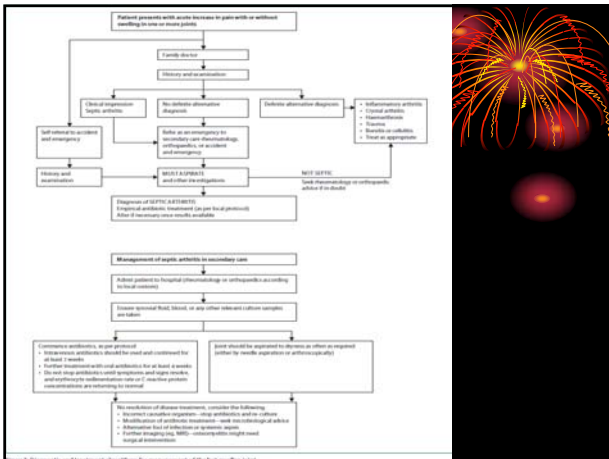 Patient presents with acute increase in pain with or without
swelling in one or more joints
Family doctor
History and examination
Clinical impression
Septic arthritis
No definite alternative
diagnosis
Definite alternative diagnosis
• Inflammatory arthritis
• Crystal arthritis
• Haemarthrosis
• Trauma
• Bursitis or cellulitis
• Treat as appropriate
Self referral to accident
and emergency
Refer as an emergency to
secondary care rheumatology,
orthopaedics, or accident
and emergency
History and
examination
MUST ASPIRATE
and other investigations
NOT SEPTIC
Seek rheumatology or orthopaedic
advice if in doubt
Diagnosis of SEPTIC ARTHRITIS
Empirical antibiotic treatment (as per local protocol)
Alter if necessary once results available
Management of septic arthritis in secondary care
Admit patient to hospital (rheumatology or orthopaedics according
to local custom)
Ensure synovial fluid, blood, or any other relevant culture samples
are taken
Commence antibiotics, as per protocol
• Intravenous antibiotics should be used and continued for
at least 2 weeks
• Further treatment with oral antibiotics for at least 4 weeks
• Do not stop antibiotics until symptoms and signs resolve,
and erythrocyte sedimentation rate or C reactive protein
concentrations are returning to normal
Joint should be aspirated to dryness as often as required
(either by needle aspiration or arthroscopically)
No resolution of disease treatment, consider the following:
• Incorrect causative organism—stop antibiotics and/or culture
• Modification of antibiotic treatment—seek microbiological advice
• Alternative foci of infection or systemic sepsis
• Further imaging (eg, MRI)—osteomyelitis might need
surgical intervention